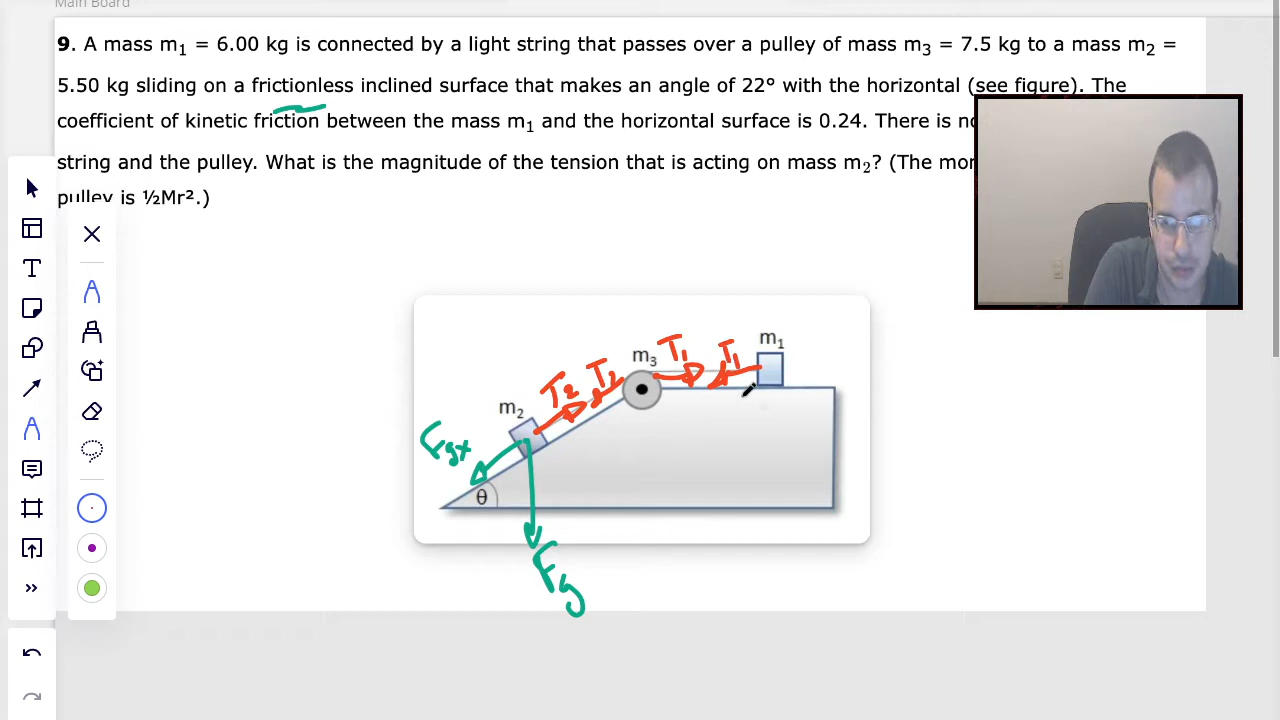 Main Board
9. A mass m₁ = 6.00 kg is connected by a light string that passes over a pulley of mass m₃ = 7.5 kg to a mass m₂ =
5.50 kg sliding on a frictionless inclined surface that makes an angle of 22° with the horizontal (see figure). The
coefficient of kinetic friction between the mass m₁ and the horizontal surface is 0.24. There is
string and the pulley. What is the magnitude of the tension that is acting on mass m₂? (The
pulley is ½Mr².)
m₁
m₃
T₁
T₁
T₂
T₂
m₂
Fgx
θ
Fg